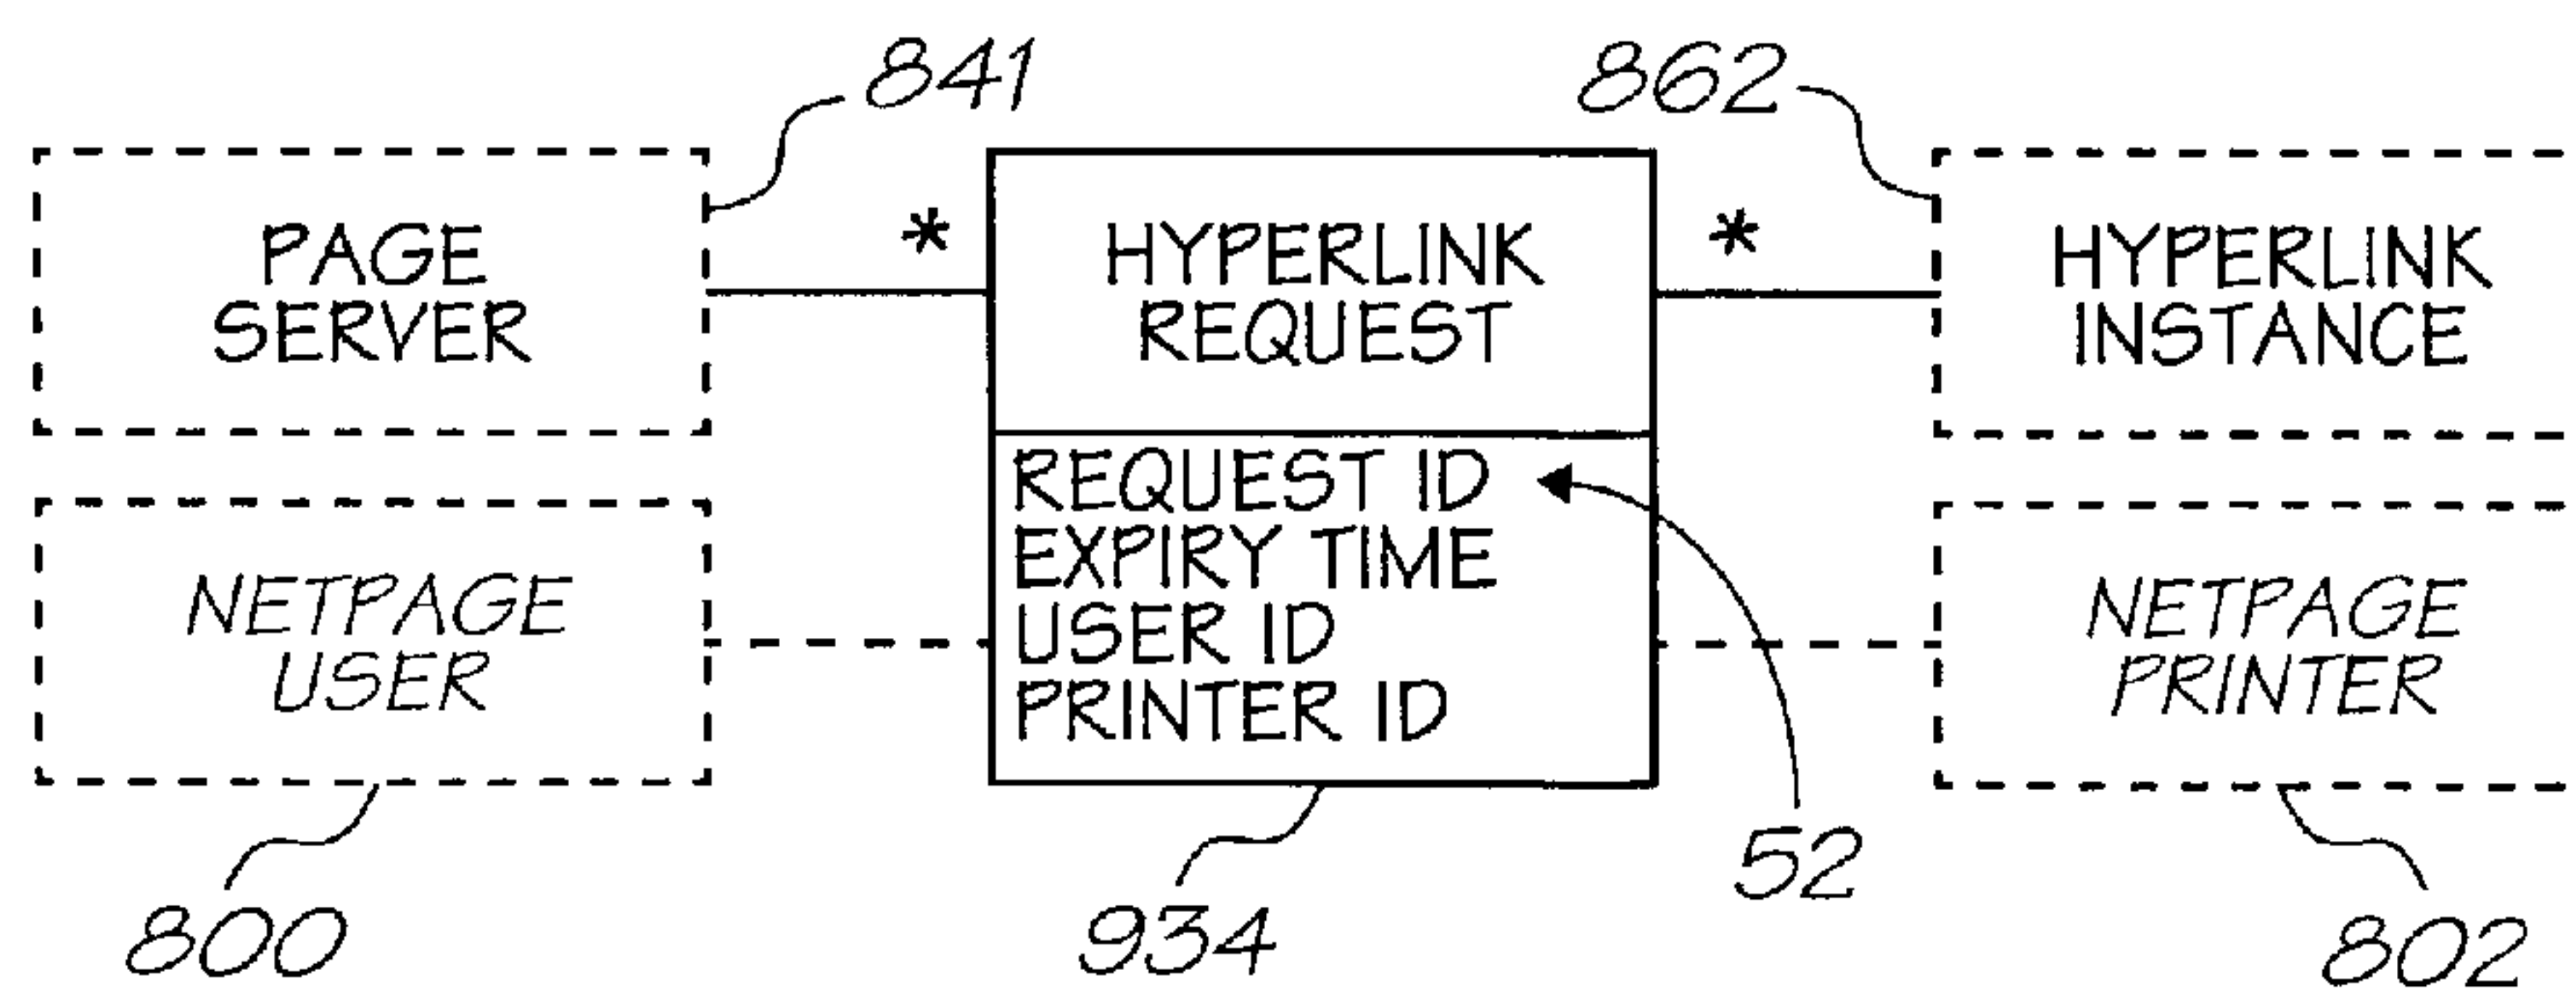 841
862
PAGE
SERVER
*
HYPERLINK
REQUEST
*
HYPERLINK
INSTANCE
NETPAGE
USER
REQUEST ID
EXPIRY TIME
USER ID
PRINTER ID
NETPAGE
PRINTER
52
800
934
802